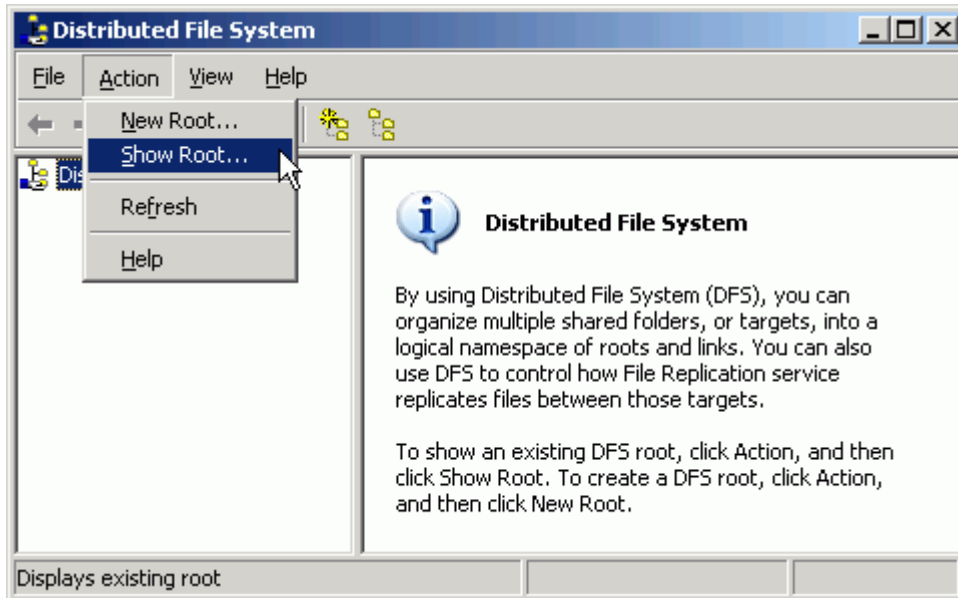 Distributed File System
File Action View Help
New Root...
Show Root...
Refresh
Help
Distributed File System
By using Distributed File System (DFS), you can
organize multiple shared folders, or targets, into a
logical namespace of roots and links. You can also
use DFS to control how File Replication service
replicates files between those targets.
To show an existing DFS root, click Action, and then
click Show Root. To create a DFS root, click Action,
and then click New Root.
Displays existing root